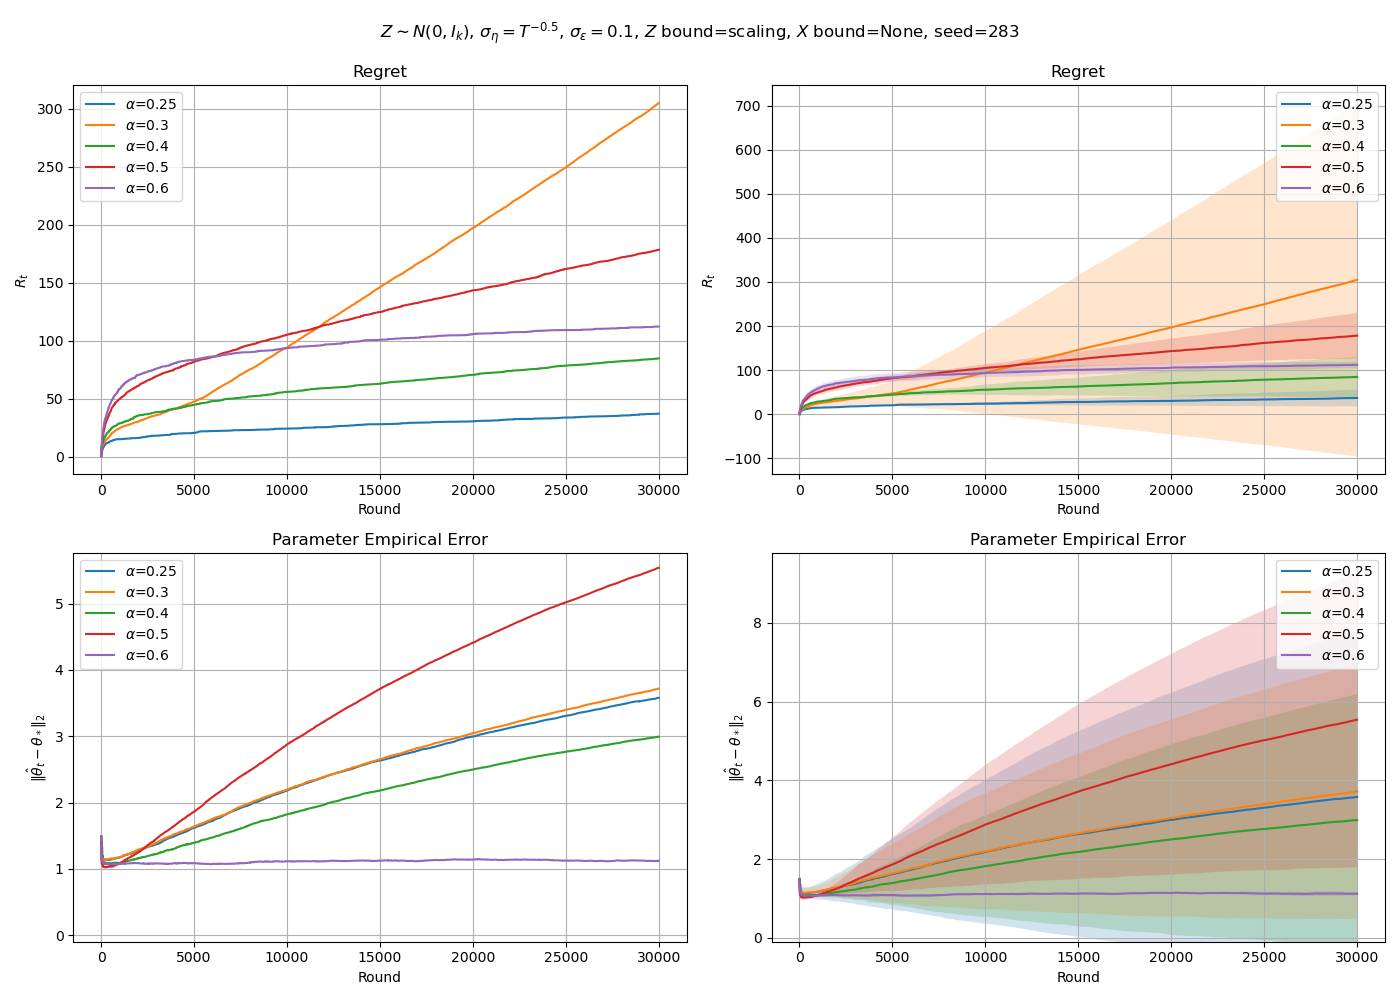 Z ∼ N(0, I_k), σ_η = T^{−0.5}, σ_ε = 0.1, Z bound=scaling, X bound=None, seed=283
Regret
R_t
300
250
200
150
100
50
0
α=0.25
α=0.3
α=0.4
α=0.5
α=0.6
0 5000 10000 15000 20000 25000 30000
Round
Regret
R_t
700
600
500
400
300
200
100
0
−100
α=0.25
α=0.3
α=0.4
α=0.5
α=0.6
0 5000 10000 15000 20000 25000 30000
Round
Parameter Empirical Error
‖θ̂_t − θ_*‖_2
5
4
3
2
1
0
α=0.25
α=0.3
α=0.4
α=0.5
α=0.6
0 5000 10000 15000 20000 25000 30000
Round
Parameter Empirical Error
‖θ̂_t − θ_*‖_2
8
6
4
2
0
α=0.25
α=0.3
α=0.4
α=0.5
α=0.6
0 5000 10000 15000 20000 25000 30000
Round